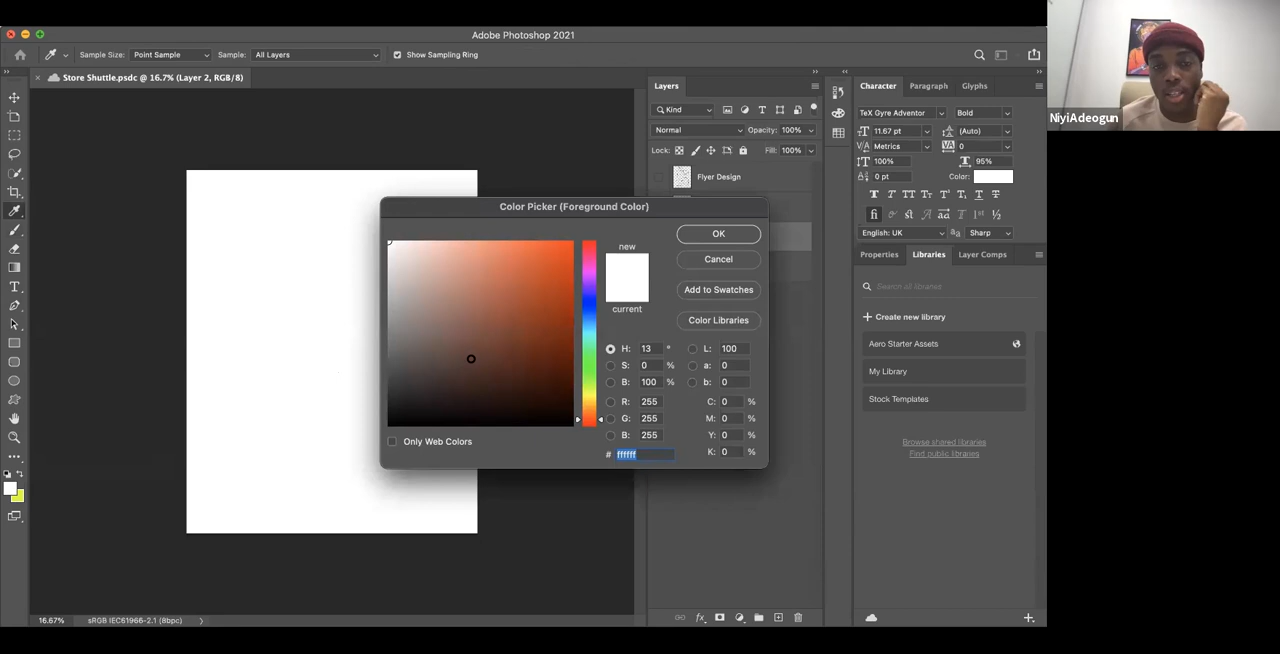 Adobe Photoshop 2021
Sample Size: Point Sample Sample: All Layers Show Sampling Ring
Store Shuttle.psdc @ 16.7% (Layer 2, RGB/8)
Layers
Kind
Normal Opacity: 100%
Lock: Fill: 100%
Flyer Design
Color Picker (Foreground Color)
new
current
OK
Cancel
Add to Swatches
Color Libraries
H: 13 °
S: 0 %
B: 100 %
R: 255
G: 255
B: 255
# ffffff
L: 100
a: 0
b: 0
C: 0 %
M: 0 %
Y: 0 %
K: 0 %
Only Web Colors
Character Paragraph Glyphs
TeX Gyre Adventor Bold
11.67 pt (Auto)
Metrics 0
100% 95%
0 pt Color:
English: UK Sharp
Properties Libraries Layer Comps
Search all libraries
Create new library
Aero Starter Assets
My Library
Stock Templates
Browse shared libraries
Find public libraries
16.67% sRGB IEC61966-2.1 (8bpc)
NiyiAdeogun